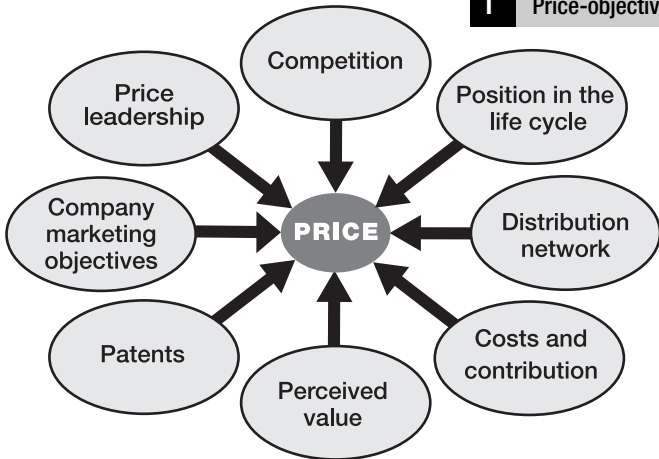 1 Price-objectiv
Competition
Price
leadership
Position in the
life cycle
Company
marketing
objectives
PRICE
Distribution
network
Patents
Costs and
contribution
Perceived
value